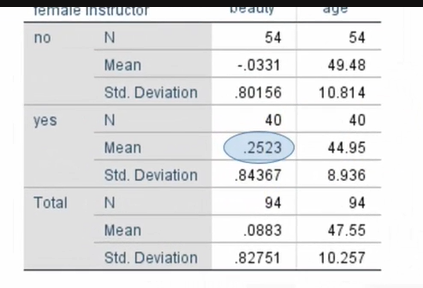 female instructor beauty age
no N 54 54
Mean -.0331 49.48
Std. Deviation .80156 10.814
yes N 40 40
Mean .2523 44.95
Std. Deviation .84367 8.936
Total N 94 94
Mean .0883 47.55
Std. Deviation .82751 10.257